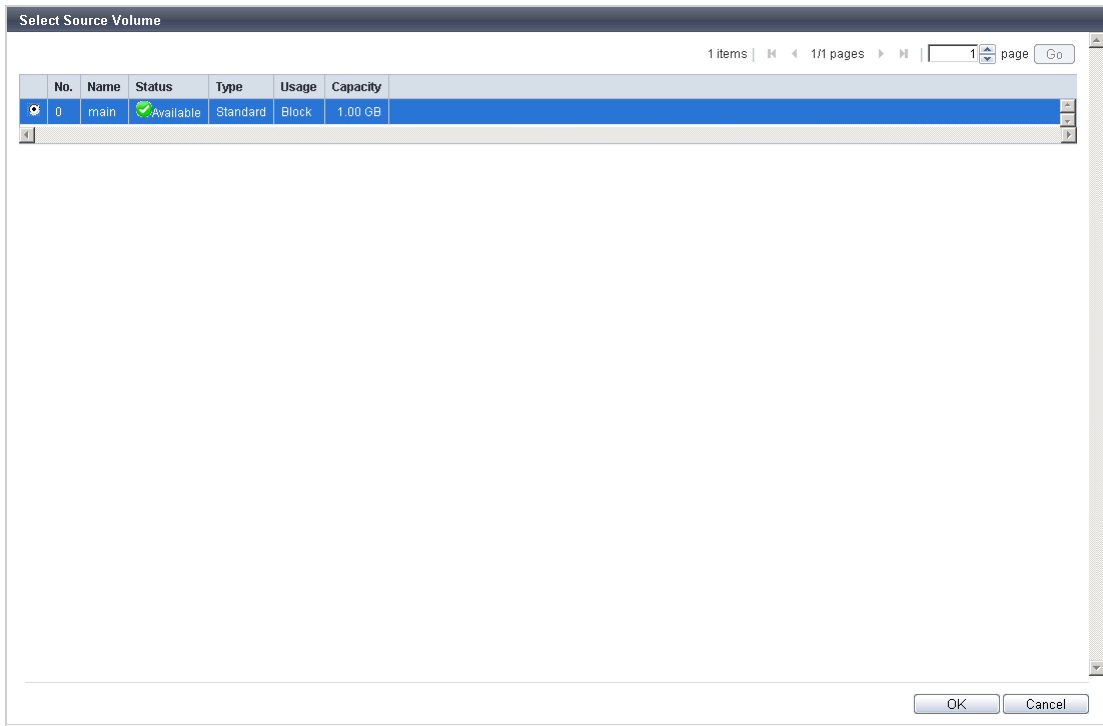 Select Source Volume
1 items | 1/1 pages | 1 page Go
No. Name Status Type Usage Capacity
0 main Available Standard Block 1.00 GB
OK Cancel